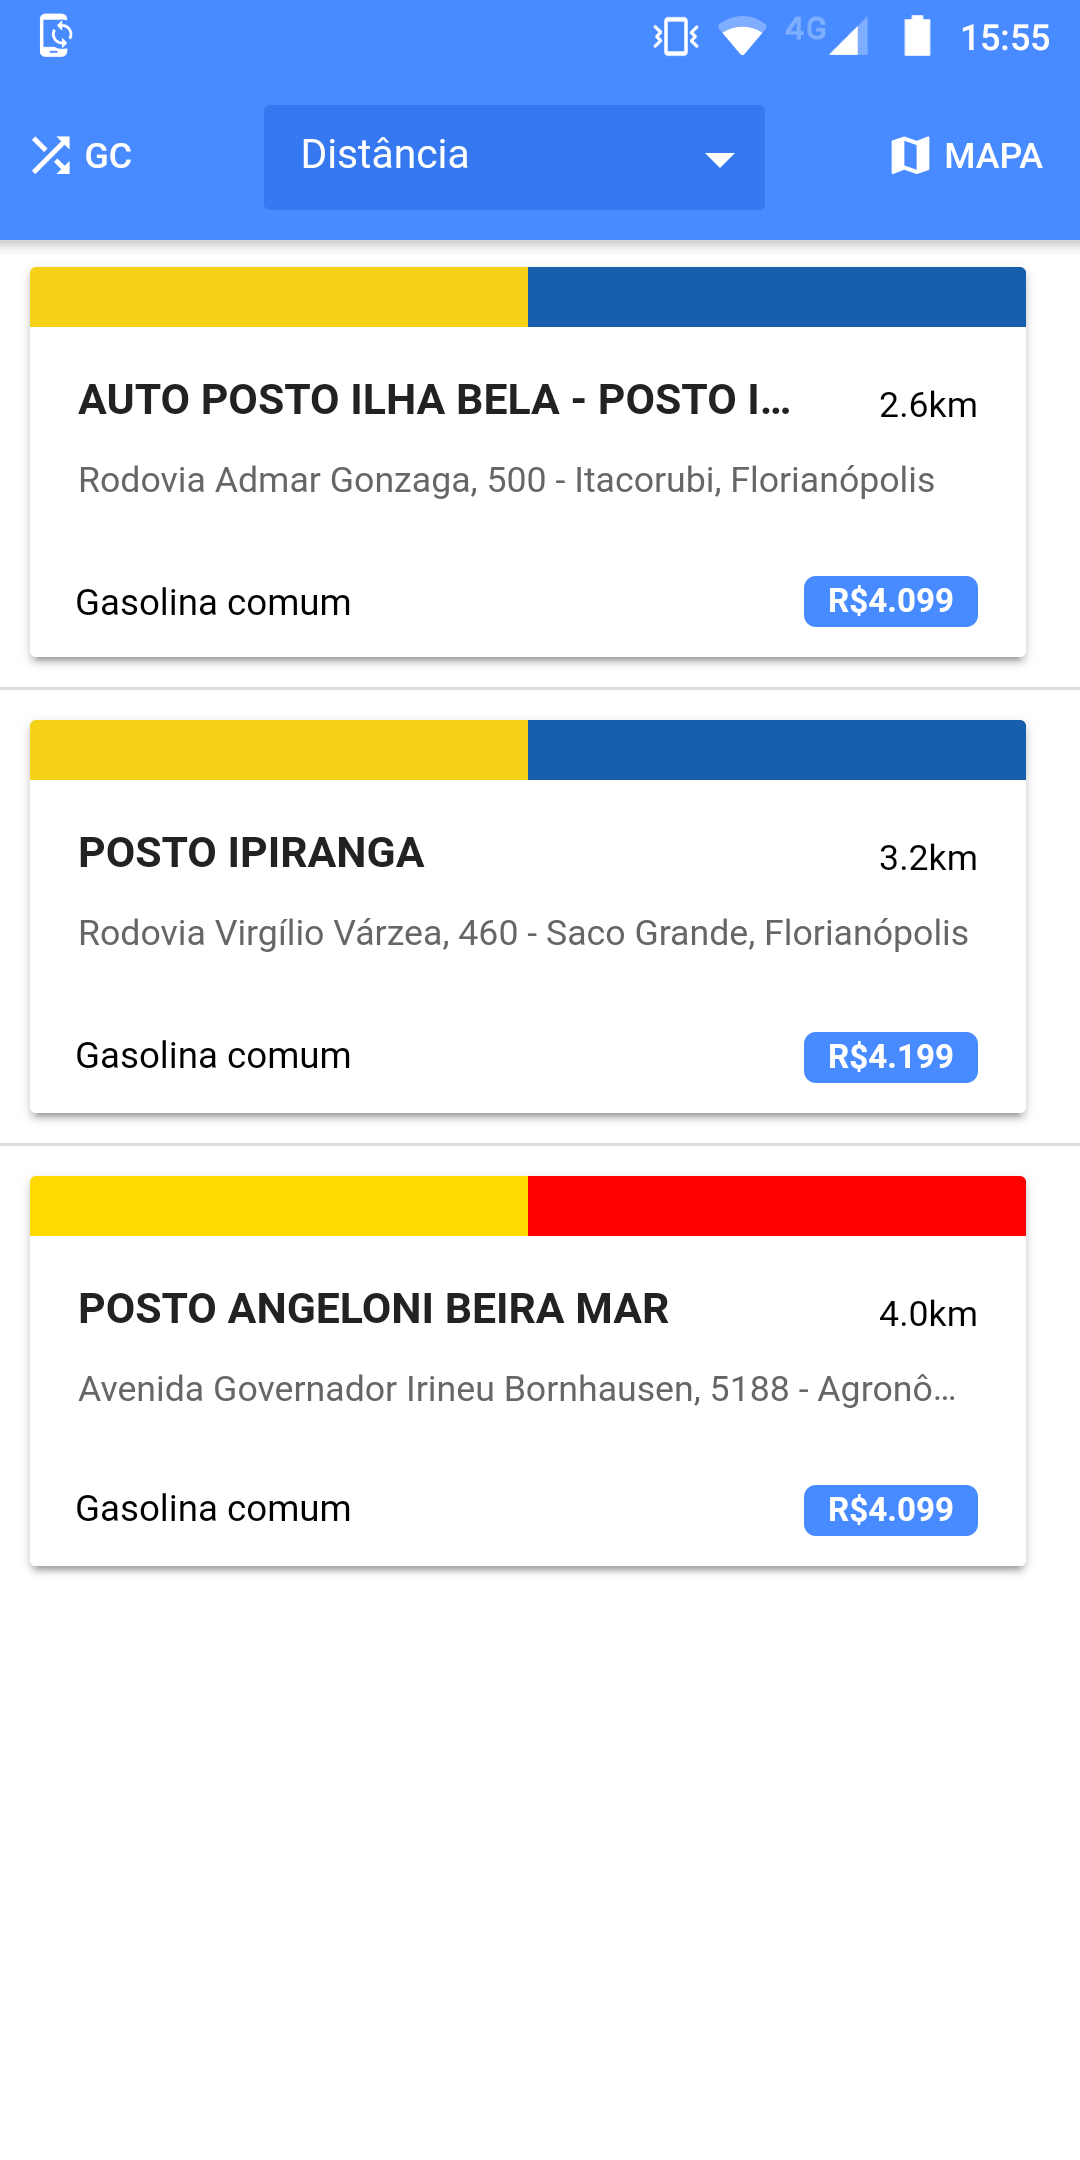 4G 15:55
GC Distância MAPA
AUTO POSTO ILHA BELA - POSTO I... 2.6km
Rodovia Admar Gonzaga, 500 - Itacorubi, Florianópolis
Gasolina comum R$4.099
POSTO IPIRANGA 3.2km
Rodovia Virgílio Várzea, 460 - Saco Grande, Florianópolis
Gasolina comum R$4.199
POSTO ANGELONI BEIRA MAR 4.0km
Avenida Governador Irineu Bornhausen, 5188 - Agronô...
Gasolina comum R$4.099